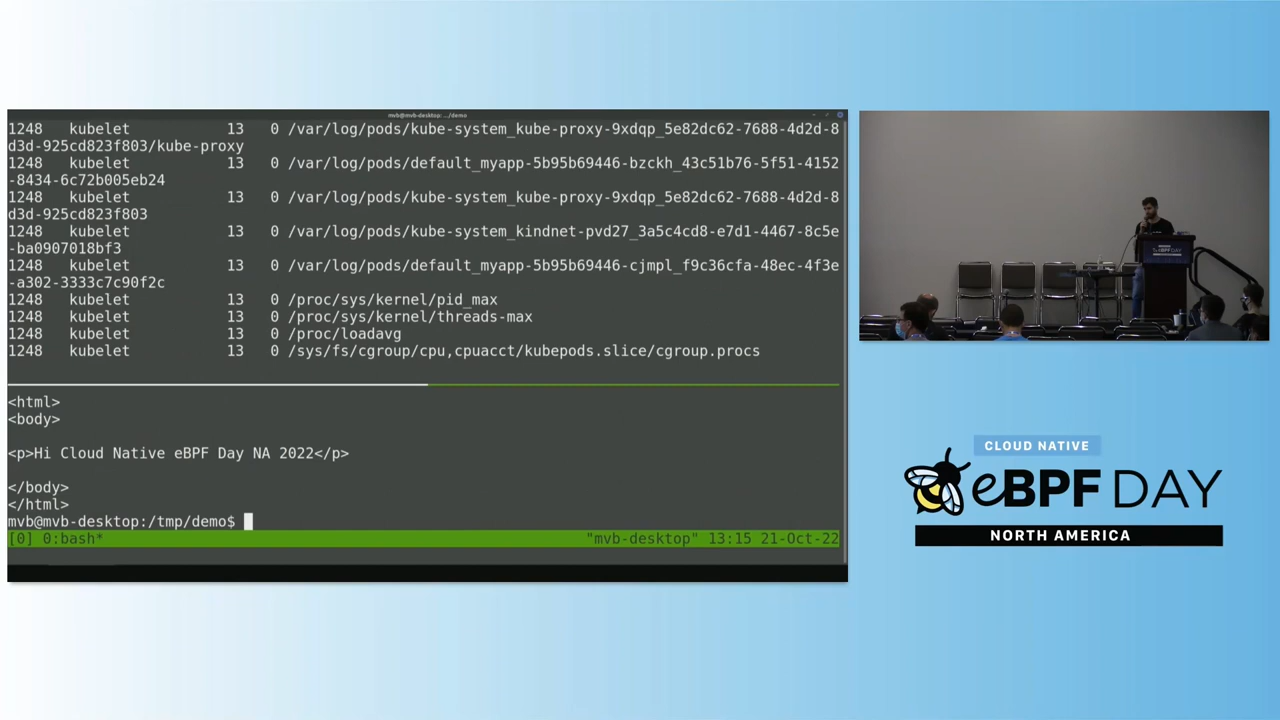 mvb@mvb-desktop: .../demo
1248   kubelet           13   0 /var/log/pods/kube-system_kube-proxy-9xdqp_5e82dc62-7688-4d2d-8
d3d-925cd823f803/kube-proxy
1248   kubelet           13   0 /var/log/pods/default_myapp-5b95b69446-bzckh_43c51b76-5f51-4152
-8434-6c72b005eb24
1248   kubelet           13   0 /var/log/pods/kube-system_kube-proxy-9xdqp_5e82dc62-7688-4d2d-8
d3d-925cd823f803
1248   kubelet           13   0 /var/log/pods/kube-system_kindnet-pvd27_3a5c4cd8-e7d1-4467-8c5e
-ba0907018bf3
1248   kubelet           13   0 /var/log/pods/default_myapp-5b95b69446-cjmpl_f9c36cfa-48ec-4f3e
-a302-3333c7c90f2c
1248   kubelet           13   0 /proc/sys/kernel/pid_max
1248   kubelet           13   0 /proc/sys/kernel/threads-max
1248   kubelet           13   0 /proc/loadavg
1248   kubelet           13   0 /sys/fs/cgroup/cpu,cpuacct/kubepods.slice/cgroup.procs
<html>
<body>
<p>Hi Cloud Native eBPF Day NA 2022</p>
</body>
</html>
mvb@mvb-desktop:/tmp/demo$
[0] 0:bash* "mvb-desktop" 13:15 21-Oct-22
eBPF DAY
CLOUD NATIVE
eBPF DAY
NORTH AMERICA